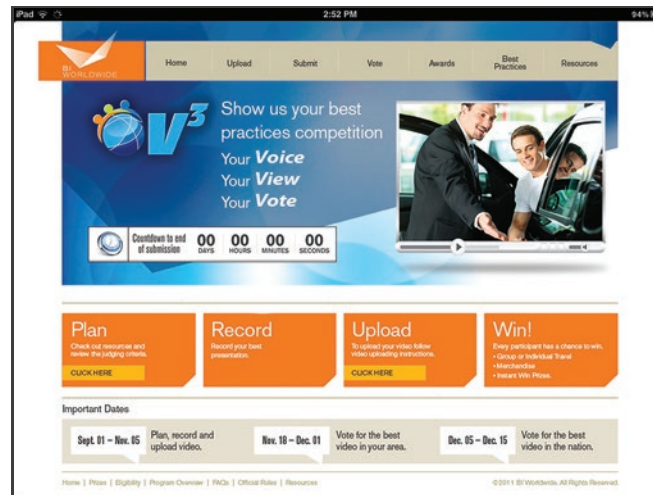 iPad
2:52 PM
94%
BI
WORLDWIDE
Home
Upload
Submit
Vote
Awards
Best
Practices
Resources
V3
Show us your best
practices competition
Your Voice
Your View
Your Vote
Countdown to end
of submission
00 00 00 00
DAYS HOURS MINUTES SECONDS
Plan
Check out resources and
review the judging criteria.
CLICK HERE
Record
Record your best
presentation.
Upload
To upload your video follow
video uploading instructions.
CLICK HERE
Win!
Every participant has a chance to win.
• Group or Individual Travel
• Merchandise
• Instant Win Prizes.
Important Dates
Sept. 01 – Nov. 05
Plan, record and
upload video.
Nov. 18 – Dec. 01
Vote for the best
video in your area.
Dec. 05 – Dec. 15
Vote for the best
video in the nation.
Home | Prizes | Eligibility | Program Overview | FAQs | Official Rules | Resources
©2011 BI Worldwide. All Rights Reserved.